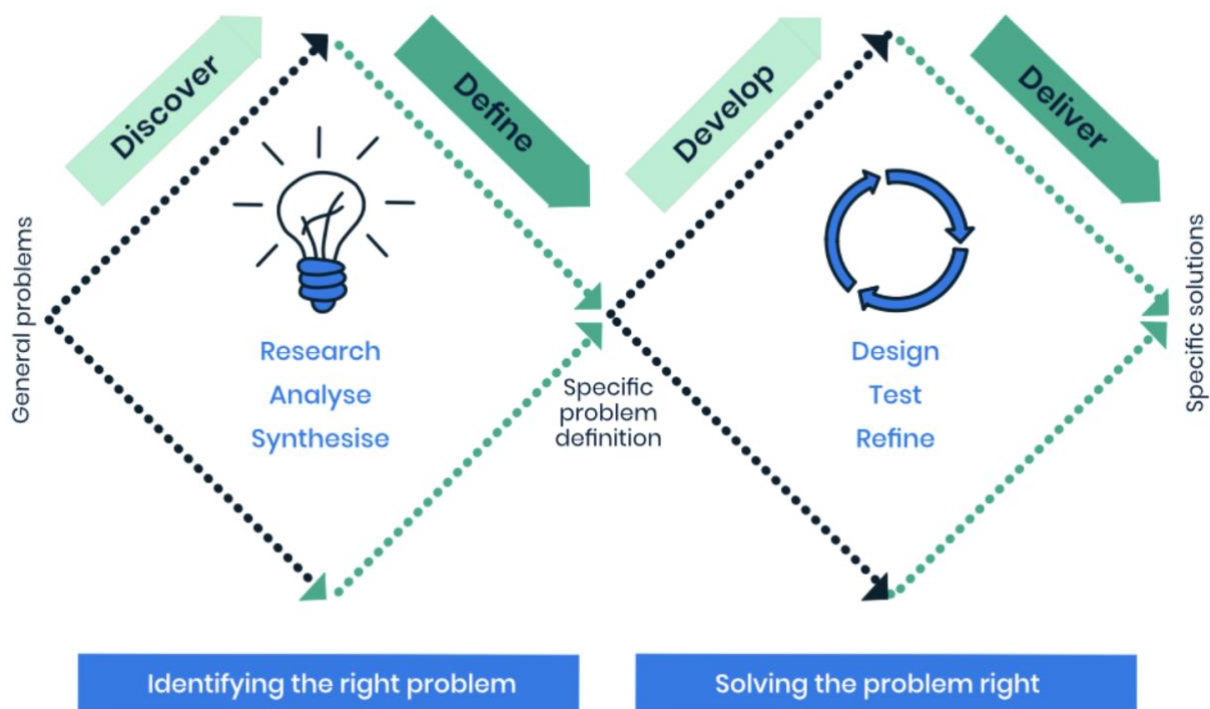 Discover
Define
Develop
Deliver
General problems
Research
Analyse
Synthesise
Specific
problem
definition
Design
Test
Refine
Specific solutions
Identifying the right problem
Solving the problem right